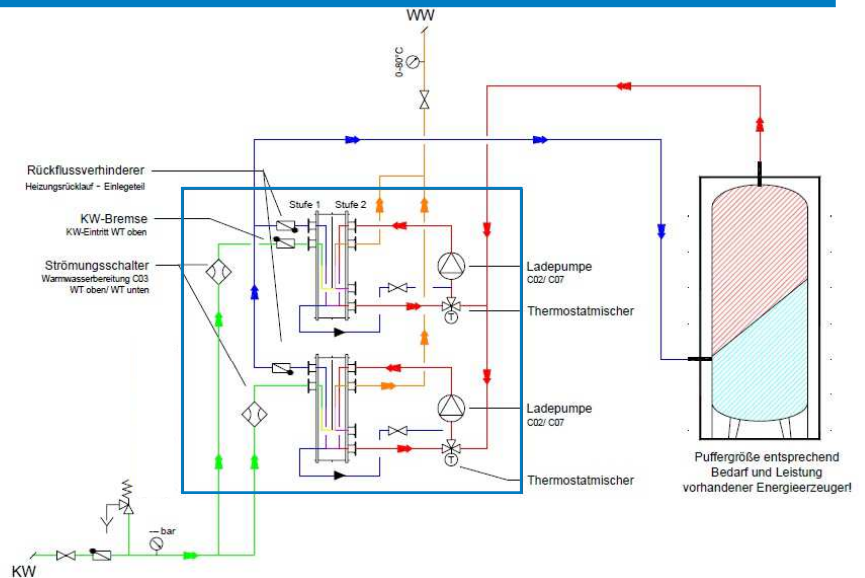 WW
0-80°C
Rückflussverhinderer
Heizungsrücklauf - Einlegeteil
KW-Bremse
KW-Eintritt WT oben
Strömungsschalter
Warmwasserbereitung C03
WT oben/ WT unten
Stufe 1 Stufe 2
Ladepumpe
C02/ C07
Thermostatmischer
T
Ladepumpe
C02/ C07
Thermostatmischer
T
Puffergröße entsprechend
Bedarf und Leistung
vorhandener Energieerzeuger!
bar
KW